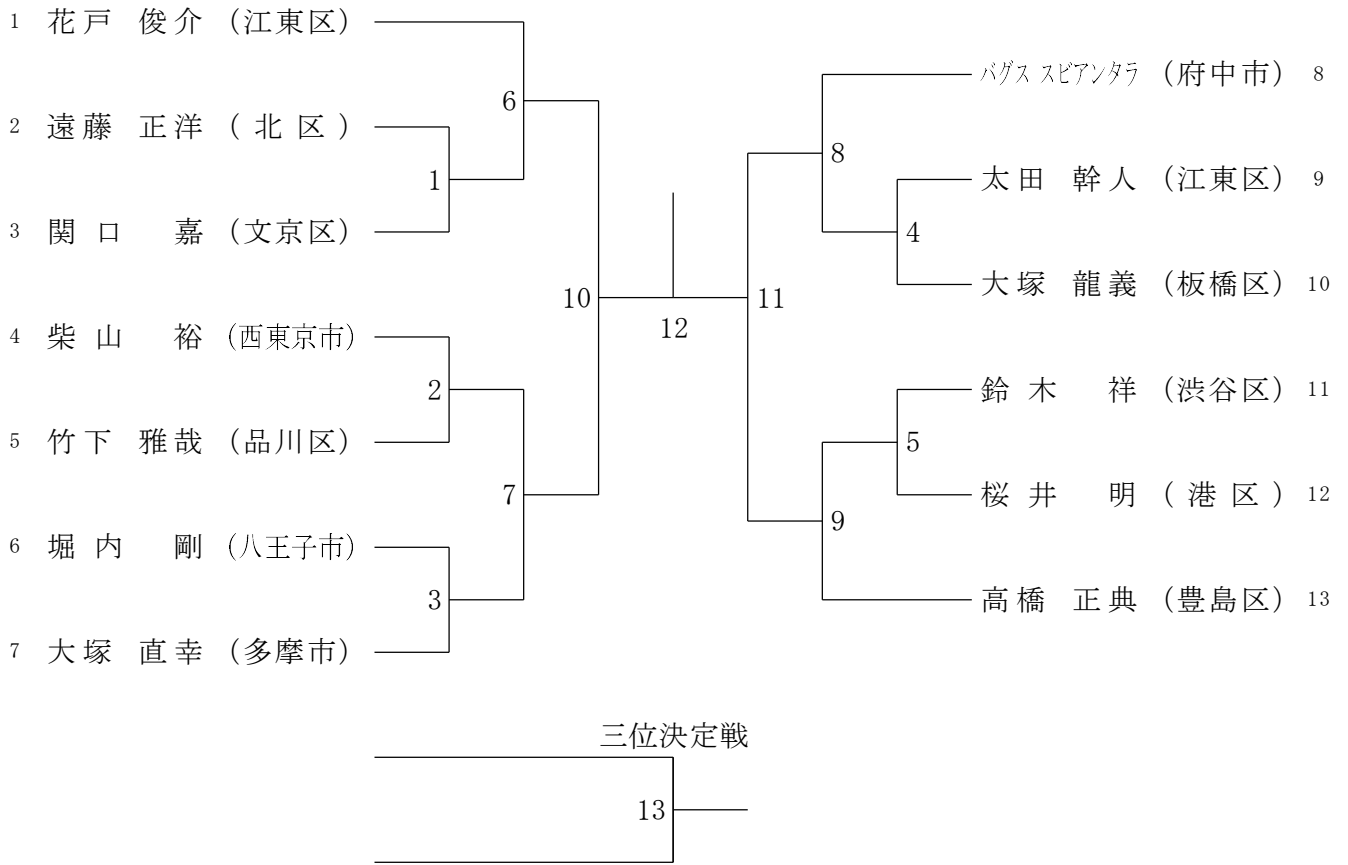 1 花戸 俊介 (江東区)
6
2 遠藤 正洋 ( 北 区 )
1
3 関口 嘉 (文京区)
10
4 柴山 裕 (西東京市)
2
5 竹下 雅哉 (品川区)
7
6 堀内 剛 (八王子市)
3
7 大塚 直幸 (多摩市)
12
バグス スビアンタラ (府中市) 8
8
太田 幹人 (江東区) 9
4
大塚 龍義 (板橋区) 10
11
鈴木 祥 (渋谷区) 11
5
桜井 明 ( 港 区 ) 12
9
高橋 正典 (豊島区) 13
三位決定戦
13